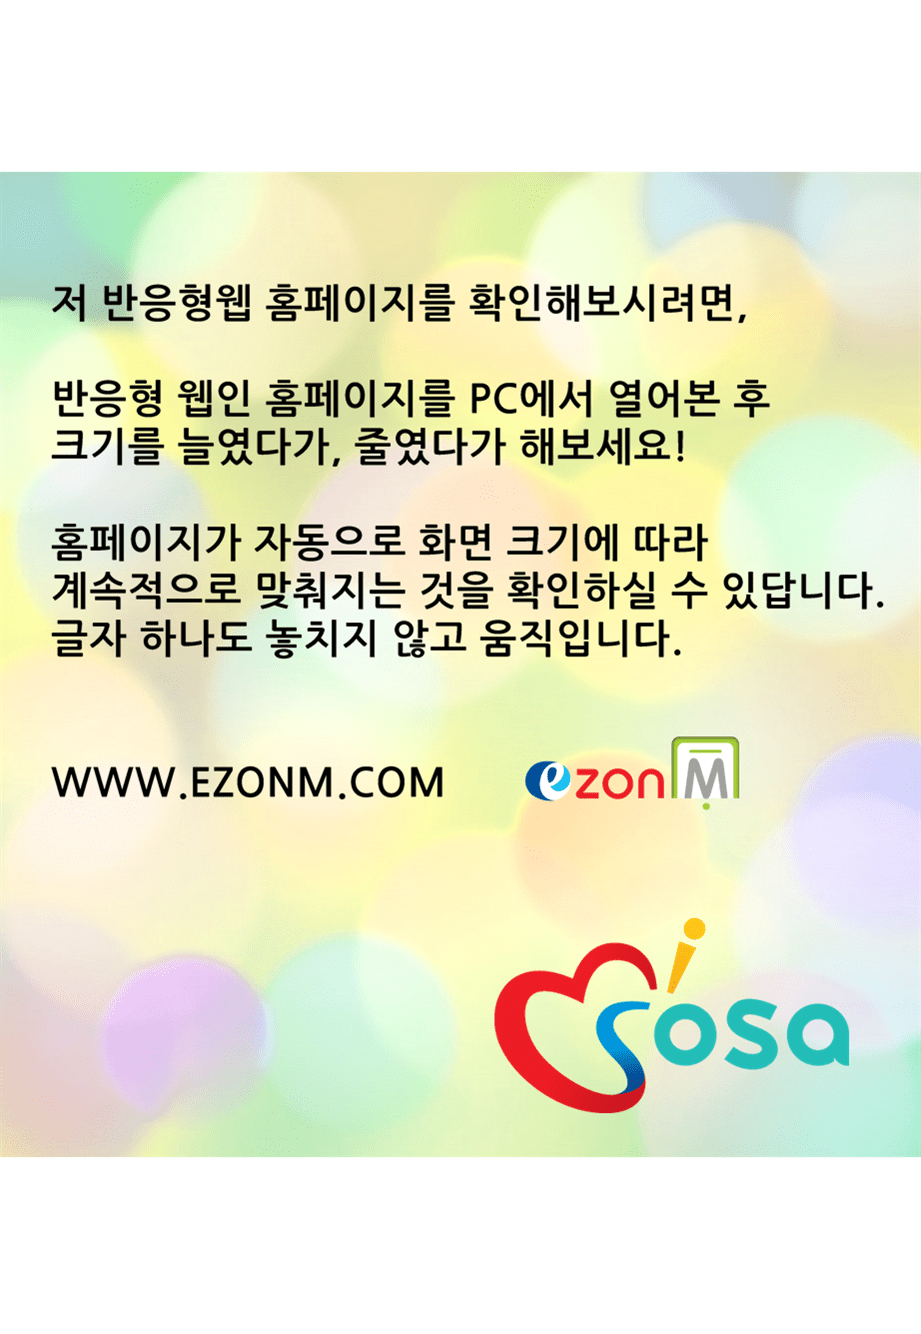 저 반응형웹 홈페이지를 확인해보시려면,
반응형 웹인 홈페이지를 PC에서 열어본 후
크기를 늘였다가, 줄였다가 해보세요!
홈페이지가 자동으로 화면 크기에 따라
계속적으로 맞춰지는 것을 확인하실 수 있답니다.
글자 하나도 놓치지 않고 움직입니다.
WWW.EZONM.COM
ezonM
Sosa